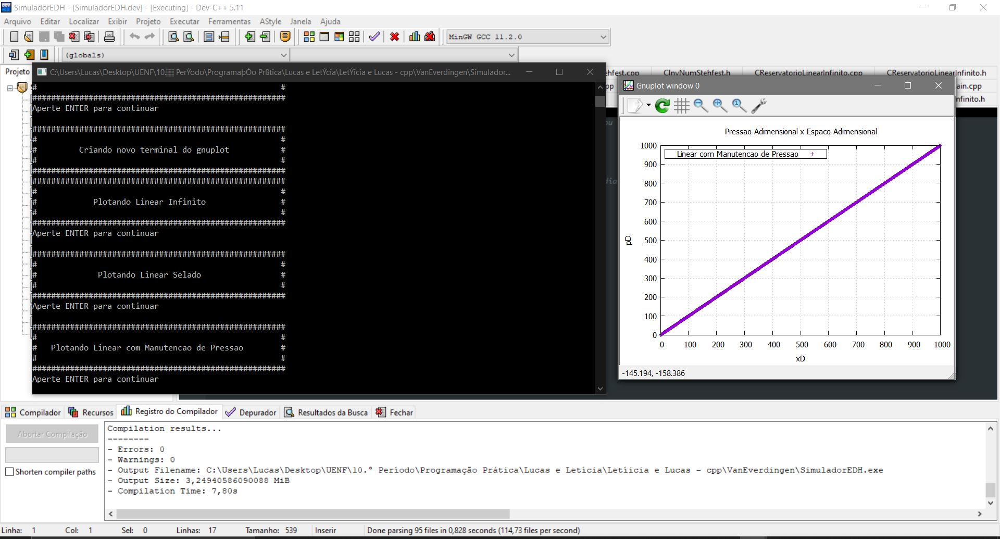 SimuladorEDH - [SimuladorEDH.dev] - [Executing] - Dev-C++ 5.11
Arquivo Editar Localizar Exibir Projeto Executar Ferramentas AStyle Janela Ajuda
MinGW GCC 11.2.0
(globals)
Projeto
C:\Users\Lucas\Desktop\UENF\10.▒ PerÝodo\ProgramaþÒo Prßtica\Lucas e LetÝcia\LetÝicia e Lucas - cpp\VanEverdingen\Simulador...
# #
######################################################
Aperte ENTER para continuar
######################################################
# #
# Criando novo terminal do gnuplot #
# #
######################################################
######################################################
# #
# Plotando Linear Infinito #
# #
######################################################
Aperte ENTER para continuar
######################################################
# #
# Plotando Linear Selado #
# #
######################################################
Aperte ENTER para continuar
######################################################
# #
# Plotando Linear com Manutencao de Pressao #
# #
######################################################
Aperte ENTER para continuar
ehfest.cpp CInvNumStehfest.h CReservatorioLinearInfinito.cpp CReservatorioLinearInfinito.h
pp
ain.cpp
nfinito.h
ou
dia
Gnuplot window 0
Pressao Adimensional x Espaco Adimensional
Linear com Manutencao de Pressao +
1000
900
800
700
600
500
400
300
200
100
0
pD
0 100 200 300 400 500 600 700 800 900 1000
xD
-145.194, -158.386
Compilador Recursos Registro do Compilador Depurador Resultados da Busca Fechar
Abortar Compilação
Shorten compiler paths
Compilation results...
--------
- Errors: 0
- Warnings: 0
- Output Filename: C:\Users\Lucas\Desktop\UENF\10.° Período\Programação Prática\Lucas e Letícia\Letíicia e Lucas - cpp\VanEverdingen\SimuladorEDH.exe
- Output Size: 3,24940586090088 MiB
- Compilation Time: 7,80s
Linha: 1 Col: 1 Sel: 0 Linhas: 17 Tamanho: 539 Inserir Done parsing 95 files in 0,828 seconds (114,73 files per second)